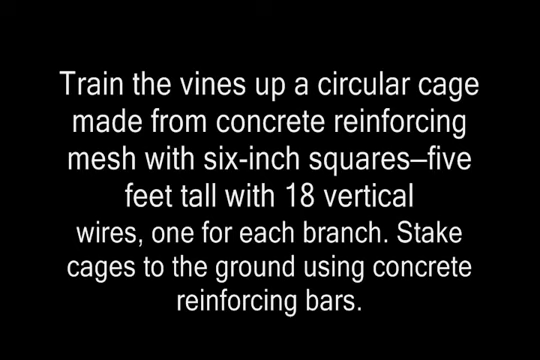 Train the vines up a circular cage
made from concrete reinforcing
mesh with six-inch squares–five
feet tall with 18 vertical
wires, one for each branch. Stake
cages to the ground using concrete
reinforcing bars.